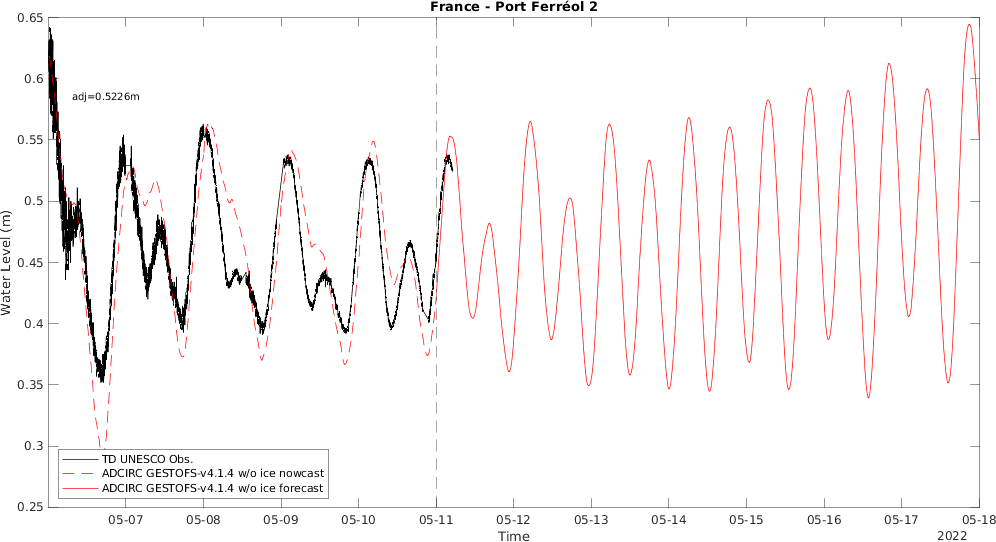 France - Port Ferréol 2
0.65
0.6
0.55
0.5
0.45
0.4
0.35
0.3
0.25
Water Level (m)
adj=0.5226m
TD UNESCO Obs.
ADCIRC GESTOFS-v4.1.4 w/o ice nowcast
ADCIRC GESTOFS-v4.1.4 w/o ice forecast
05-07 05-08 05-09 05-10 05-11 05-12 05-13 05-14 05-15 05-16 05-17 05-18
Time
2022